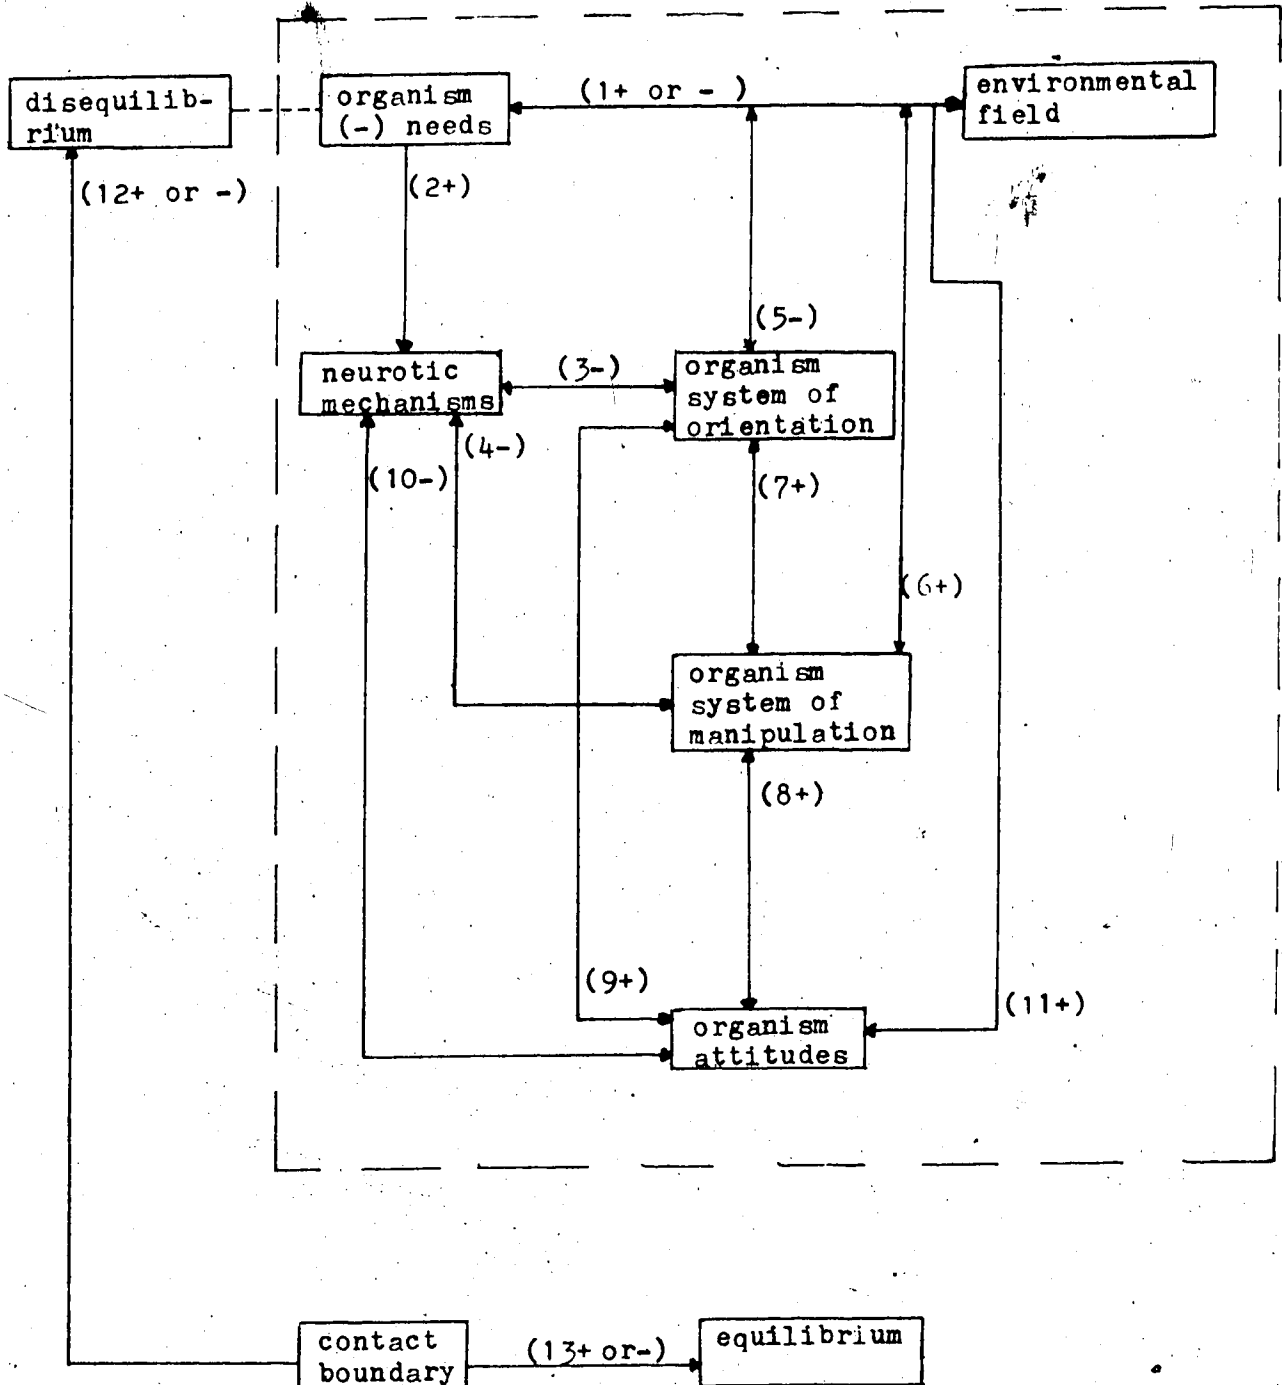 disequilib-
rium
organism
(-) needs
(1+ or - )
environmental
field
(12+ or -)
(2+)
(5-)
neurotic
mechanisms
(3-)
organism
system of
orientation
(4-)
(10-)
(7+)
(6+)
organism
system of
manipulation
(8+)
(9+)
organism
attitudes
(11+)
contact
boundary
(13+ or-)
equilibrium